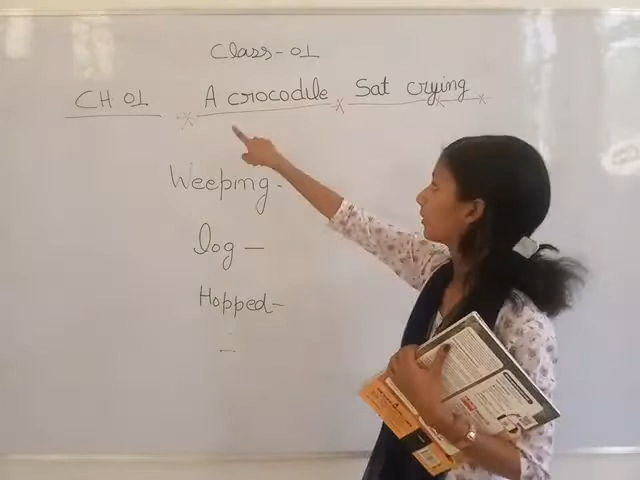 Class-01
CH 01 A crocodile Sat crying
Weeping-
log -
Hopped-